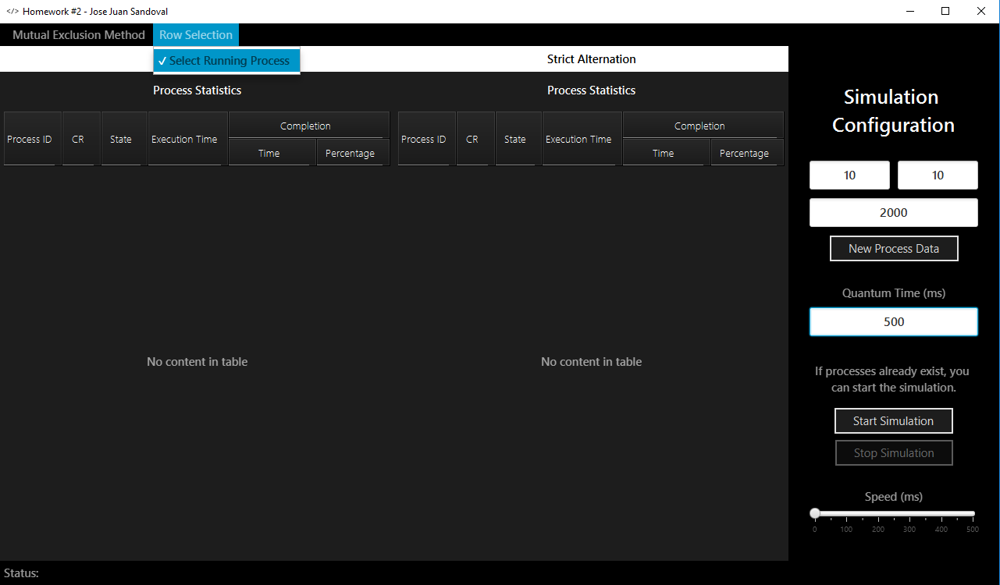 </> Homework #2 - Jose Juan Sandoval
Mutual Exclusion Method Row Selection
✓ Select Running Process
Strict Alternation
Process Statistics
Process ID CR State Execution Time Completion
Time Percentage
No content in table
Process Statistics
Process ID CR State Execution Time Completion
Time Percentage
No content in table
Simulation
Configuration
10 10
2000
New Process Data
Quantum Time (ms)
500
If processes already exist, you
can start the simulation.
Start Simulation
Stop Simulation
Speed (ms)
0 100 200 300 400 500
Status: